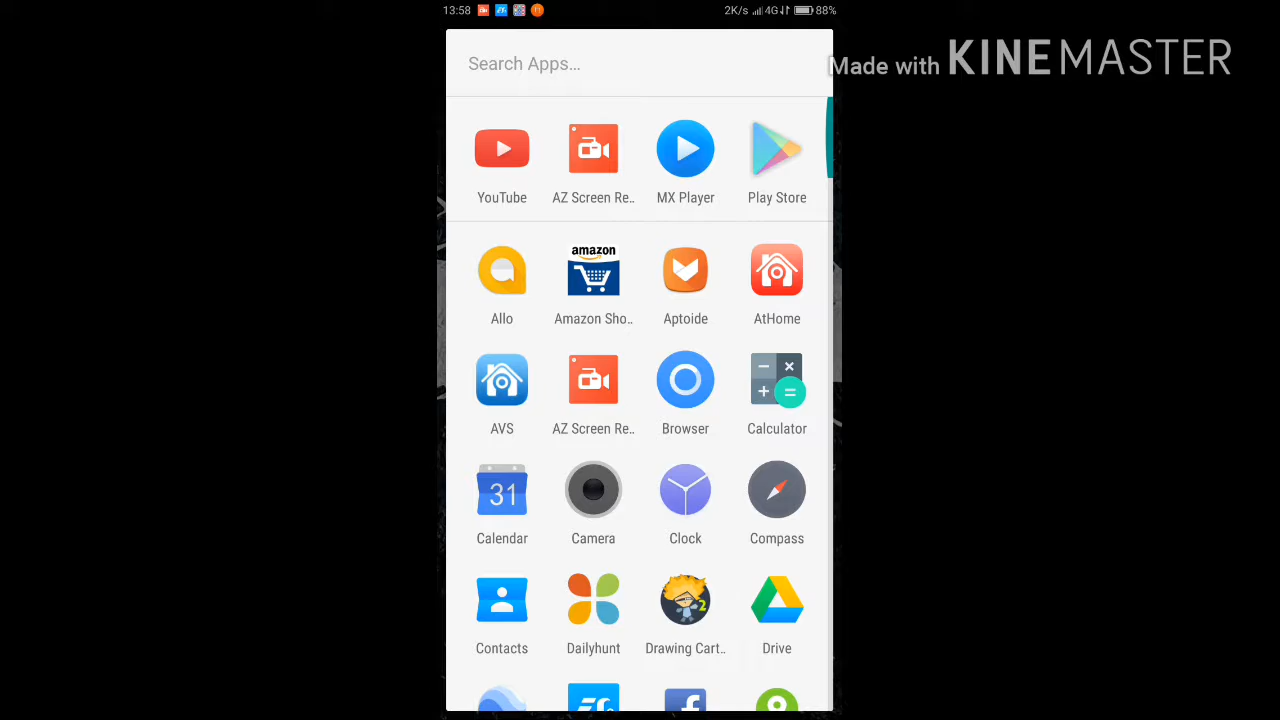 13:58 2K/s 4G 88%
Made with KINEMASTER
Search Apps...
YouTube AZ Screen Re.. MX Player Play Store
amazon
Allo Amazon Sho.. Aptoide AtHome
AVS AZ Screen Re.. Browser Calculator
31
Calendar Camera Clock Compass
2
Contacts Dailyhunt Drawing Cart.. Drive